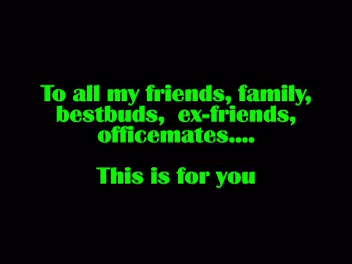 To all my friends, family,
bestbuds,  ex-friends,
officemates....
This is for you